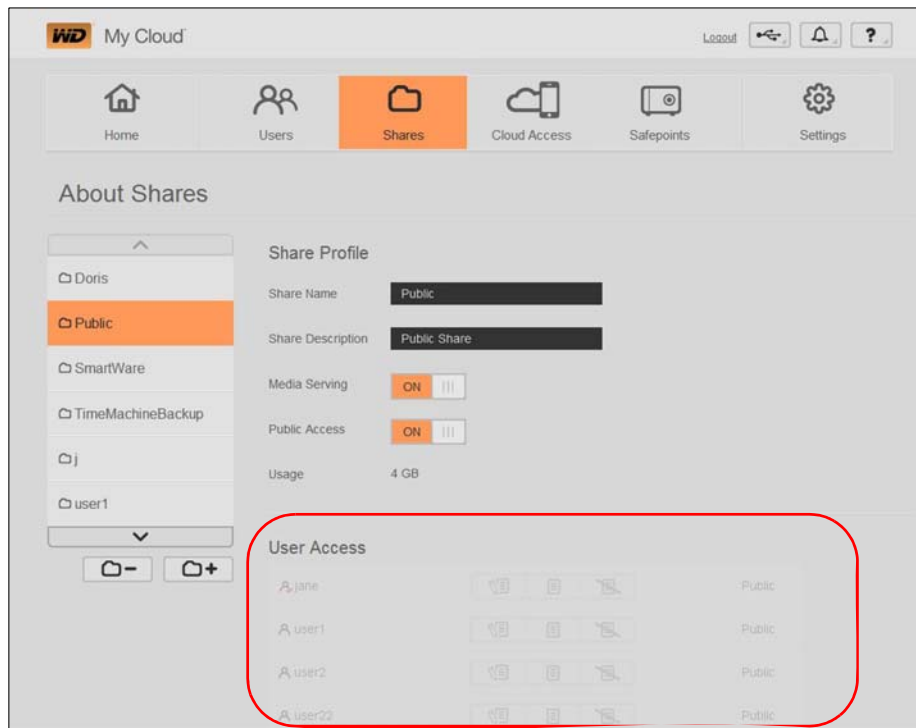 WD My Cloud
Logout ?
Home Users Shares Cloud Access Safepoints Settings
About Shares
Doris
Public
SmartWare
TimeMachineBackup
j
user1
Share Profile
Share Name Public
Share Description Public Share
Media Serving ON
Public Access ON
Usage 4 GB
User Access
jane Public
user1 Public
user2 Public
user22 Public